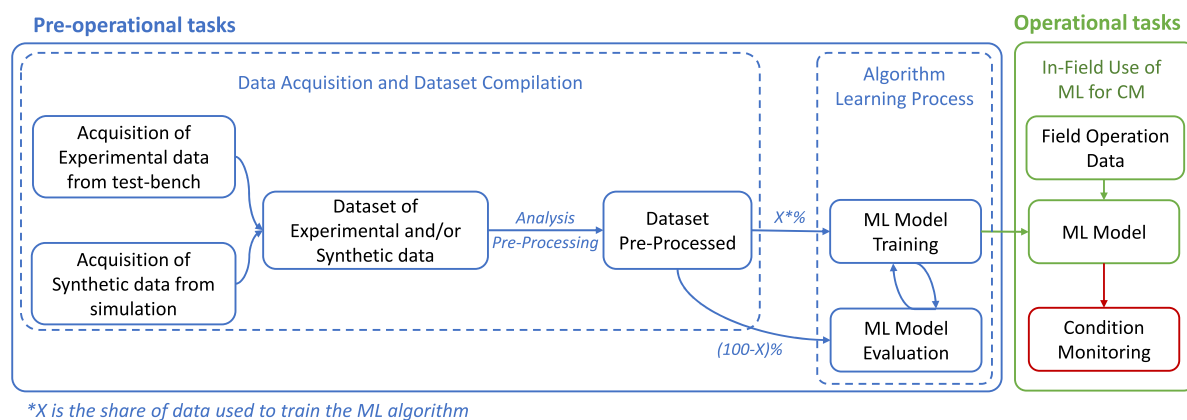 Pre-operational tasks
Operational tasks
Data Acquisition and Dataset Compilation
Algorithm
Learning Process
In-Field Use of
ML for CM
Acquisition of
Experimental data
from test-bench
Acquisition of
Synthetic data from
simulation
Dataset of
Experimental and/or
Synthetic data
Analysis
Pre-Processing
Dataset
Pre-Processed
X*%
(100-X)%
ML Model
Training
ML Model
Evaluation
Field Operation
Data
ML Model
Condition
Monitoring
*X is the share of data used to train the ML algorithm